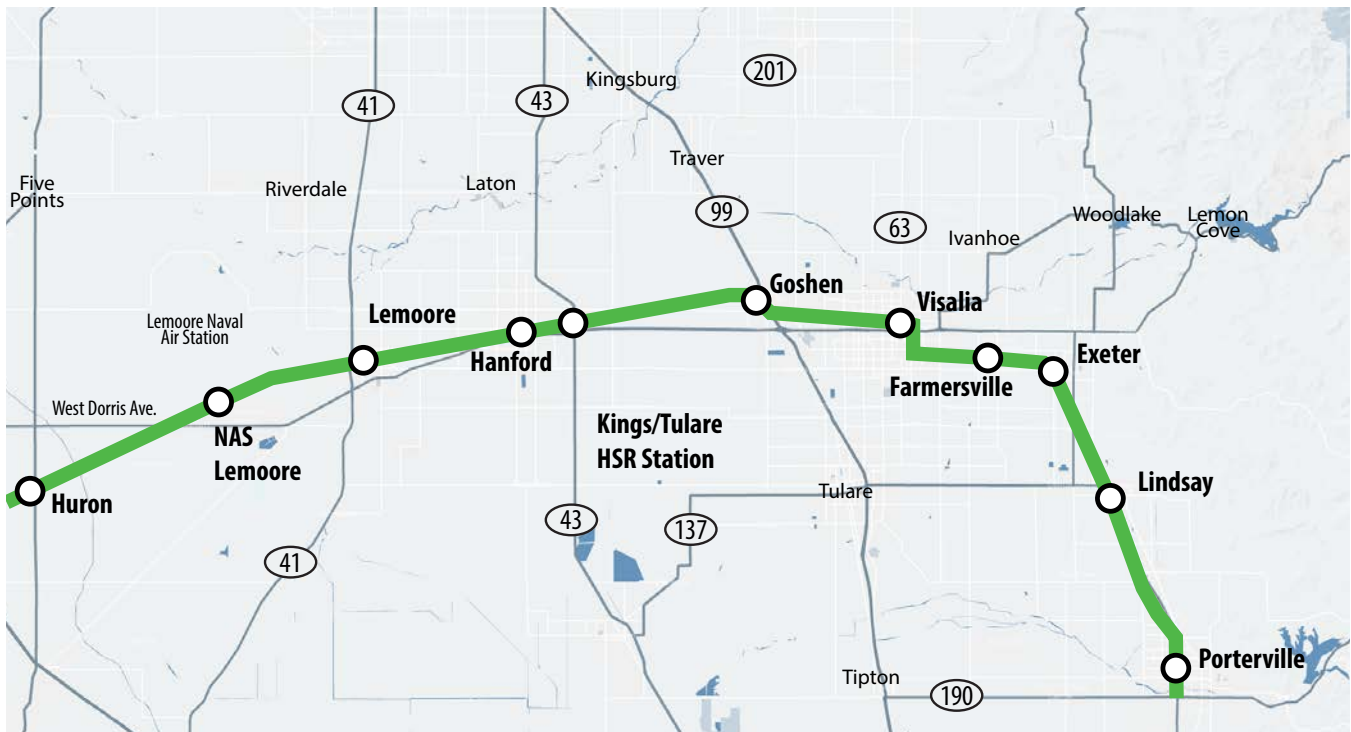 201
Kingsburg
41
43
Traver
Five
Points
Riverdale
Laton
99
63
Woodlake
Lemon
Cove
Ivanhoe
Goshen
Visalia
Lemoore
Lemoore Naval
Air Station
Hanford
Exeter
Farmersville
West Dorris Ave.
NAS
Lemoore
Kings/Tulare
HSR Station
Huron
Lindsay
Tulare
43
137
41
Porterville
Tipton
190